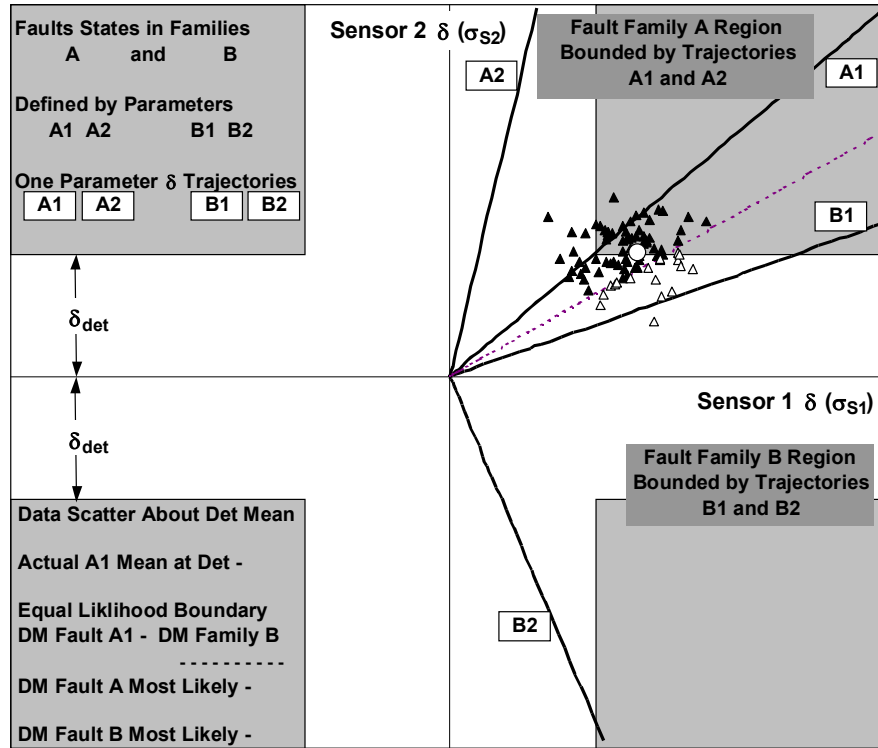 Faults States in Families
A and B
Defined by Parameters
A1 A2 B1 B2
One Parameter δ Trajectories
A1 A2 B1 B2
δdet
δdet
Data Scatter About Det Mean
Actual A1 Mean at Det -
Equal Liklihood Boundary
DM Fault A1 - DM Family B
- - - - - - - - - -
DM Fault A Most Likely -
DM Fault B Most Likely -
Sensor 2 δ (σS2)
A2
Fault Family A Region
Bounded by Trajectories
A1 and A2
A1
B1
Sensor 1 δ (σS1)
Fault Family B Region
Bounded by Trajectories
B1 and B2
B2